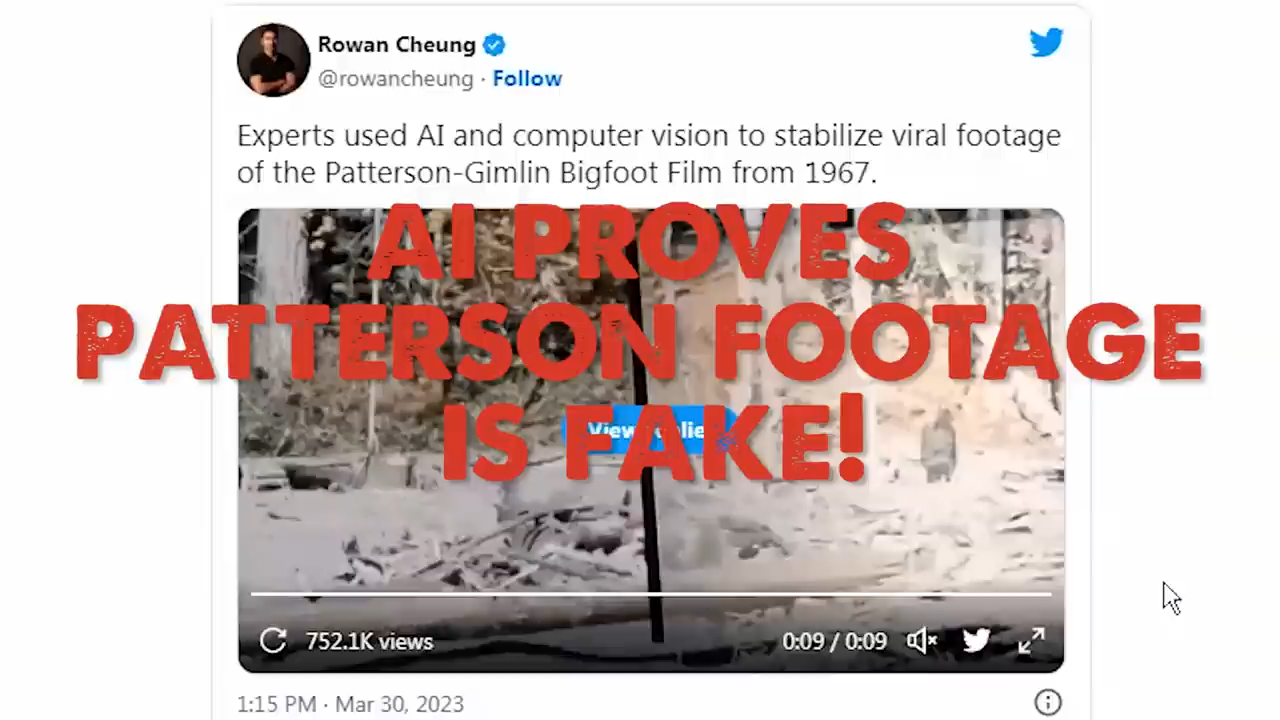 Rowan Cheung
@rowancheung · Follow
Experts used AI and computer vision to stabilize viral footage
of the Patterson-Gimlin Bigfoot Film from 1967.
AI PROVES
PATTERSON FOOTAGE
IS FAKE!
View
752.1K views
0:09 / 0:09
1:15 PM · Mar 30, 2023